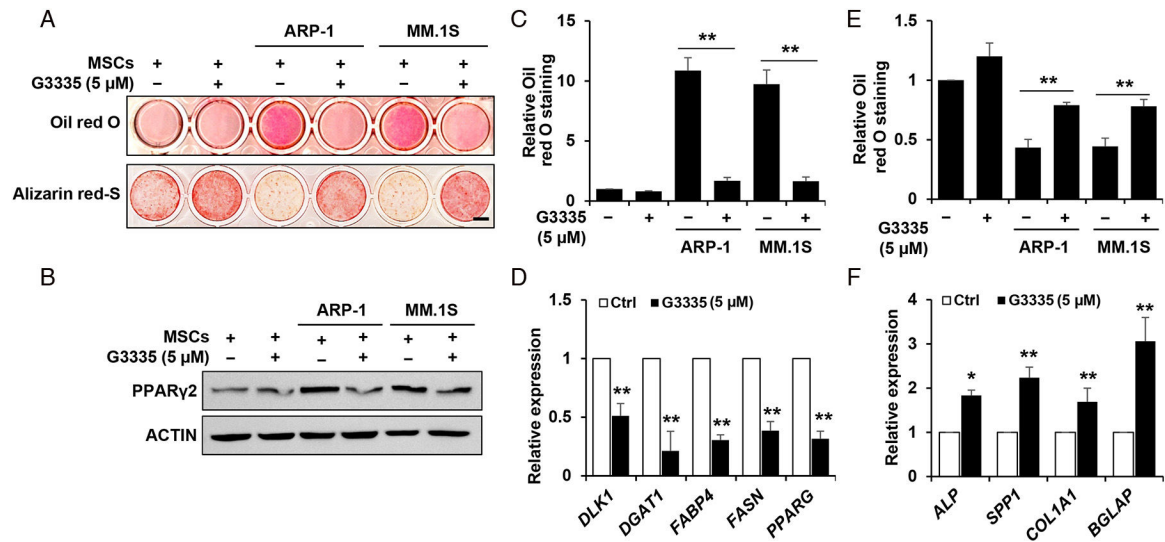 A
ARP-1 MM.1S
MSCs + + + + + +
G3335 (5 µM) – + – + – +
Oil red O
Alizarin red-S
B
ARP-1 MM.1S
MSCs + + + + + +
G3335 (5 µM) – + – + – +
PPARγ2
ACTIN
C
Relative Oil
red O staining
15
10
5
0
** **
G3335
(5 µM)
– + – + – +
ARP-1 MM.1S
D
Ctrl G3335 (5 µM)
Relative expression
1
0.5
0
** ** ** ** **
DLK1 DGAT1 FABP4 FASN PPARG
E
Relative Oil
red O staining
1.5
1
0.5
0
** **
– + – + – +
G3335
(5 µM)
ARP-1 MM.1S
F
Ctrl G3335 (5 µM)
Relative expression
4
3
2
1
0
* ** ** **
ALP SPP1 COL1A1 BGLAP